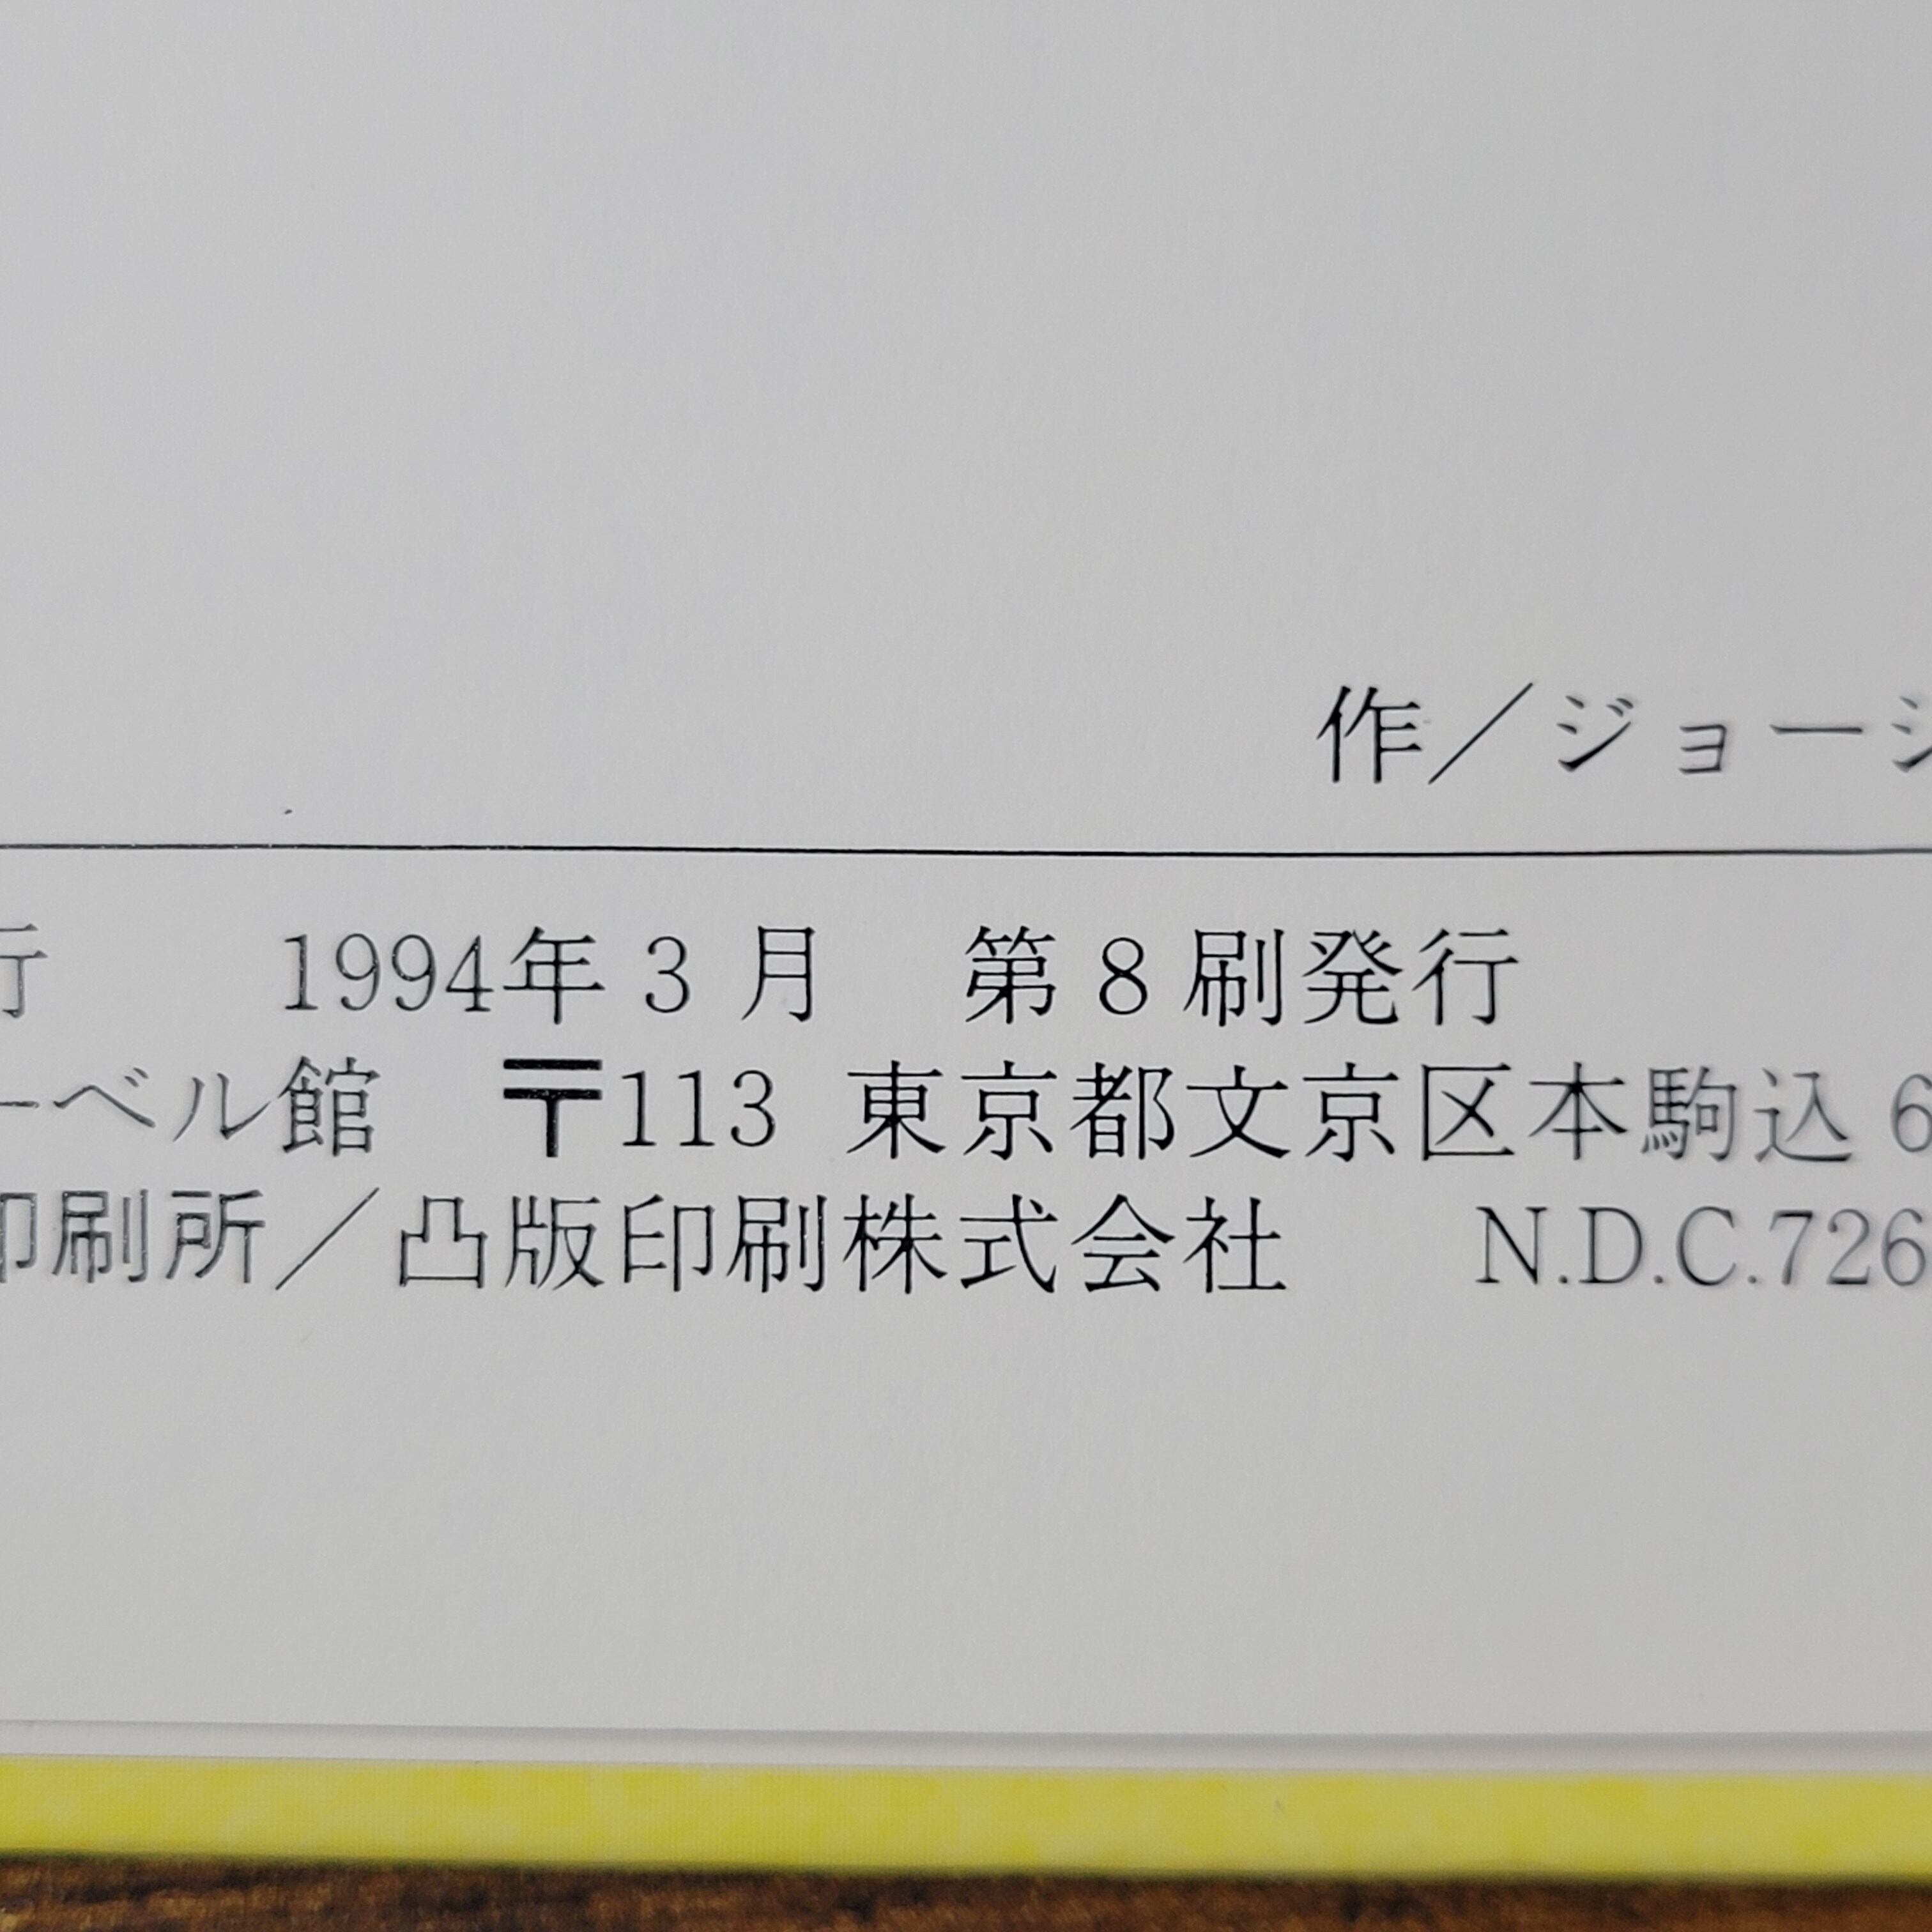 作／ジョージ
行 1994年3月 第8刷発行
ーベル館 〒113 東京都文京区本駒込6
印刷所／凸版印刷株式会社 N.D.C.726